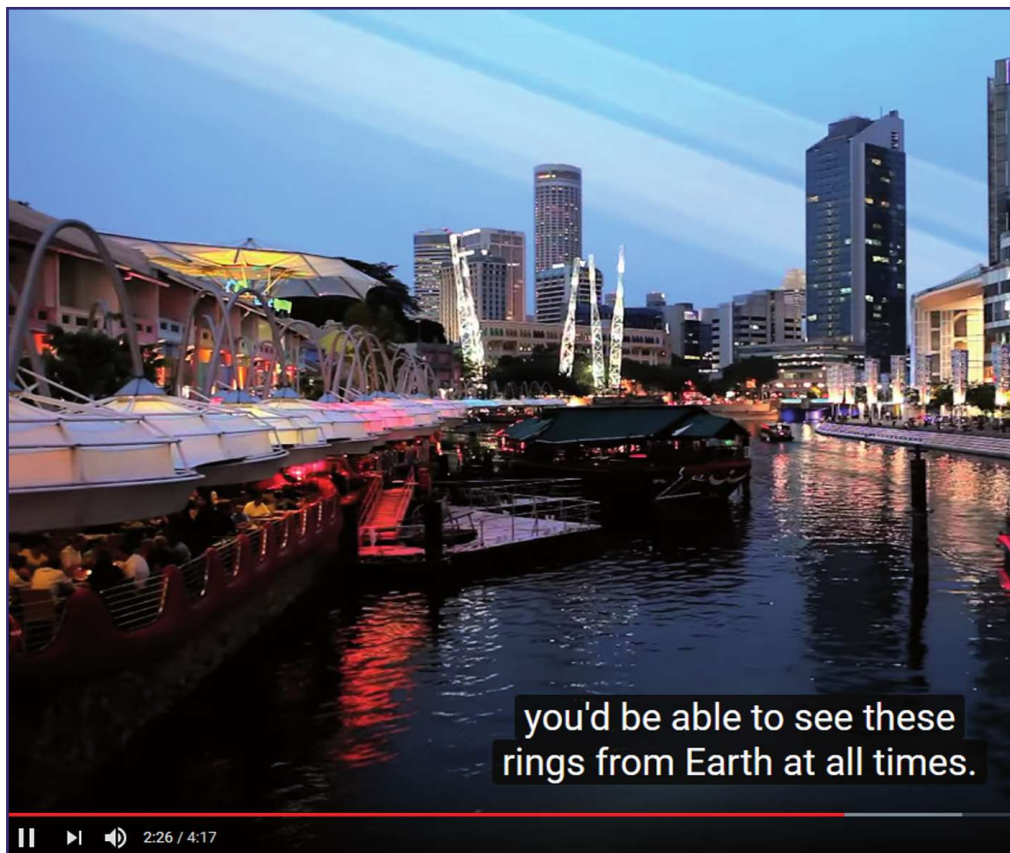 you'd be able to see these
rings from Earth at all times.
2:26 / 4:17